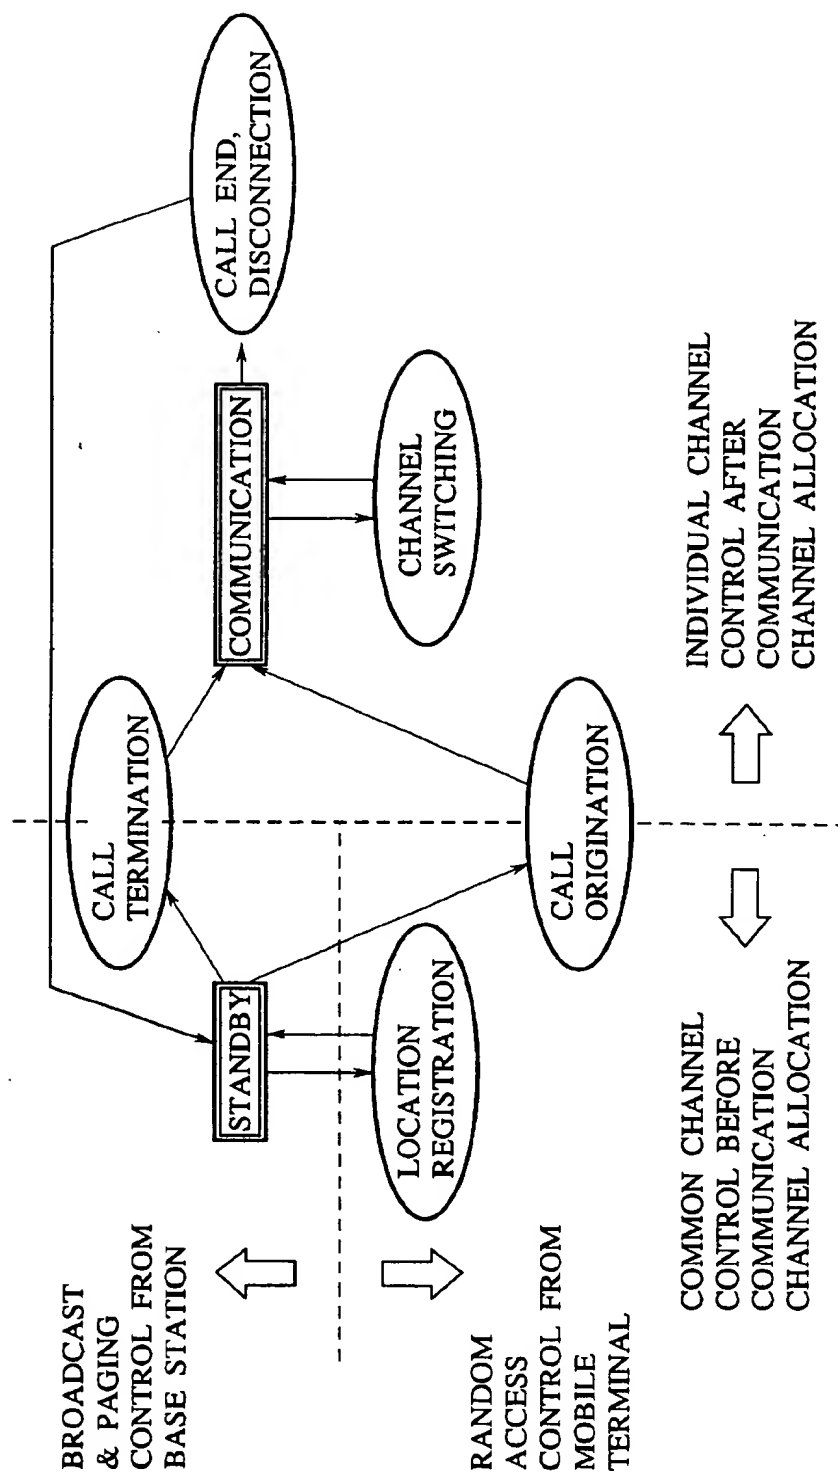 BROADCAST
& PAGING
CONTROL FROM
BASE STATION
RANDOM
ACCESS
CONTROL FROM
MOBILE
TERMINAL
STANDBY
LOCATION
REGISTRATION
CALL
TERMINATION
CALL
ORIGINATION
COMMUNICATION
CHANNEL
SWITCHING
CALL END,
DISCONNECTION
COMMON CHANNEL
CONTROL BEFORE
COMMUNICATION
CHANNEL ALLOCATION
INDIVIDUAL CHANNEL
CONTROL AFTER
COMMUNICATION
CHANNEL ALLOCATION